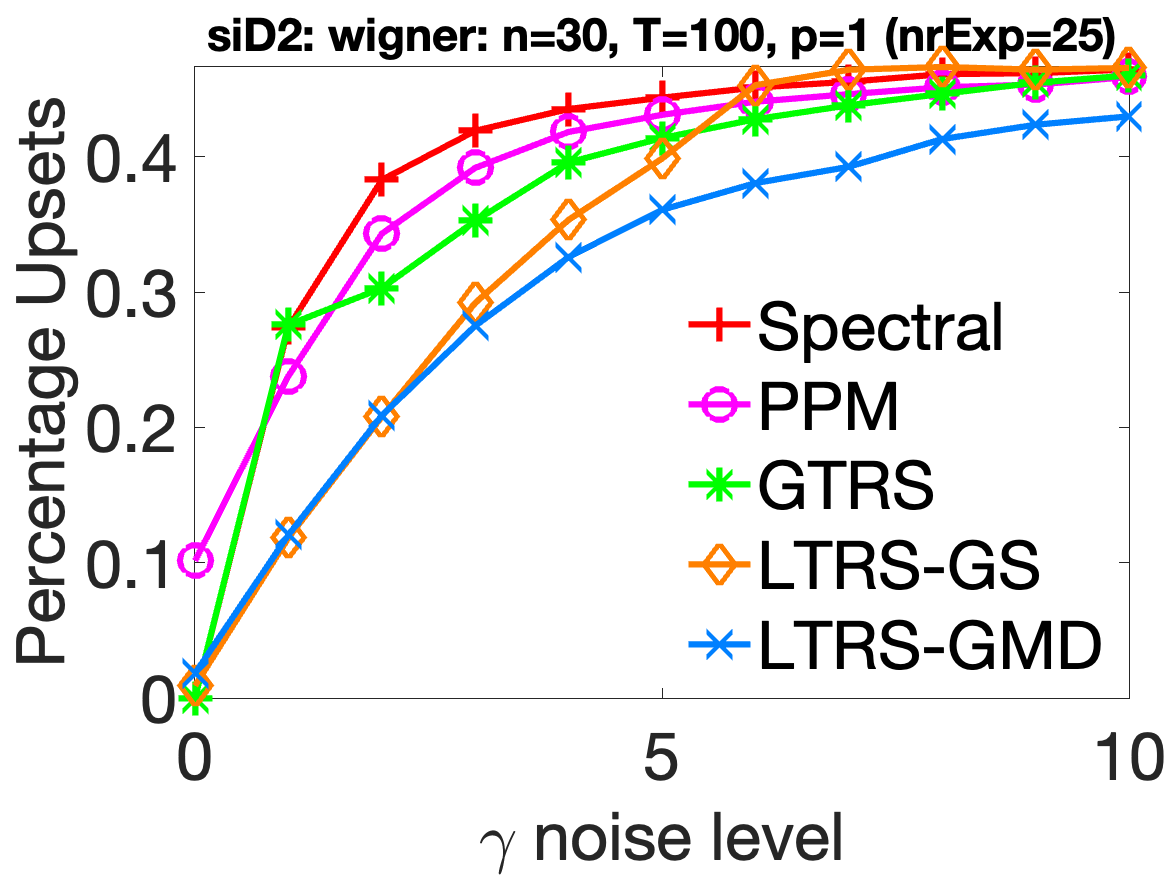 siD2: wigner: n=30, T=100, p=1 (nrExp=25)
Percentage Upsets
0.4
0.3
0.2
0.1
0
Spectral
PPM
GTRS
LTRS-GS
LTRS-GMD
0 5 10
γ noise level